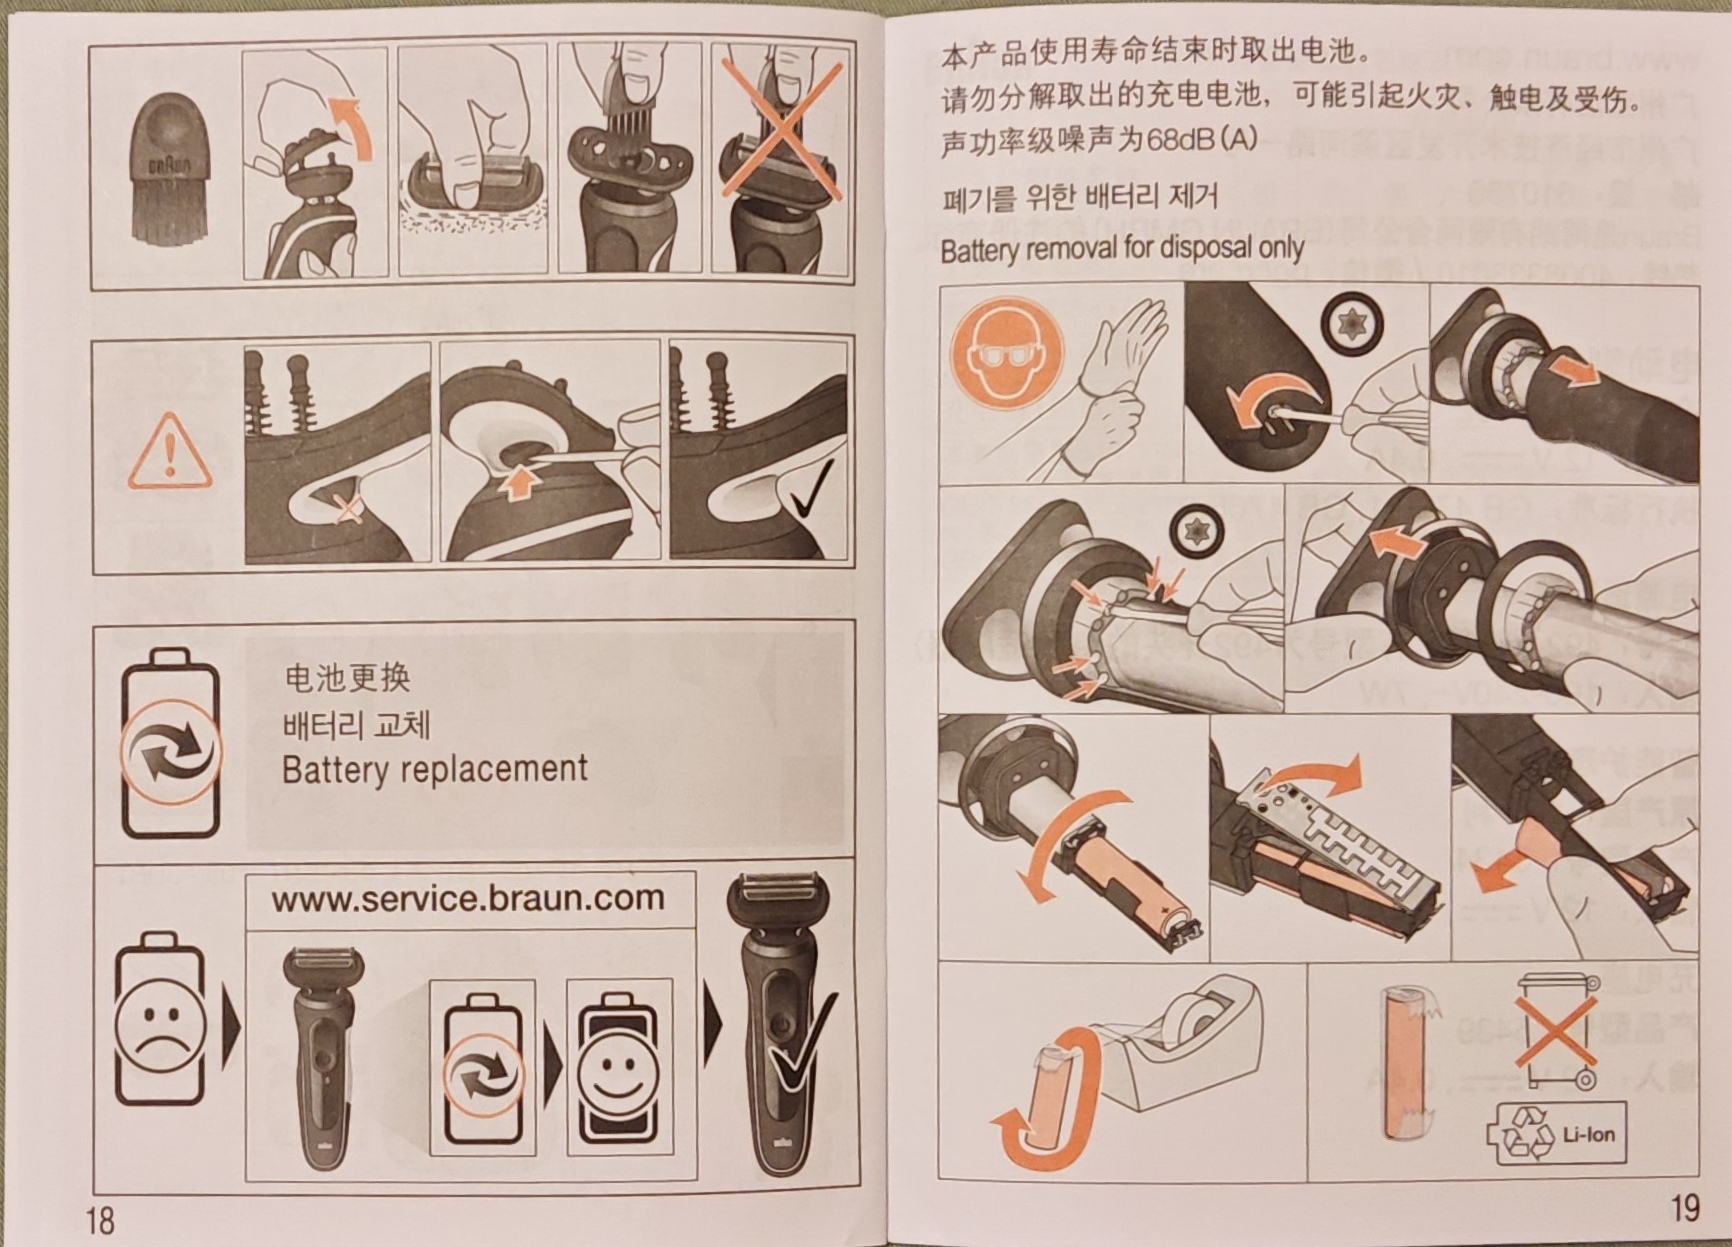 BRAUN
电池更换
배터리 교체
Battery replacement
www.service.braun.com
18
本产品使用寿命结束时取出电池。
请勿分解取出的充电电池，可能引起火灾、触电及受伤。
声功率级噪声为68dB(A)
폐기를 위한 배터리 제거
Battery removal for disposal only
+
Li-Ion
19